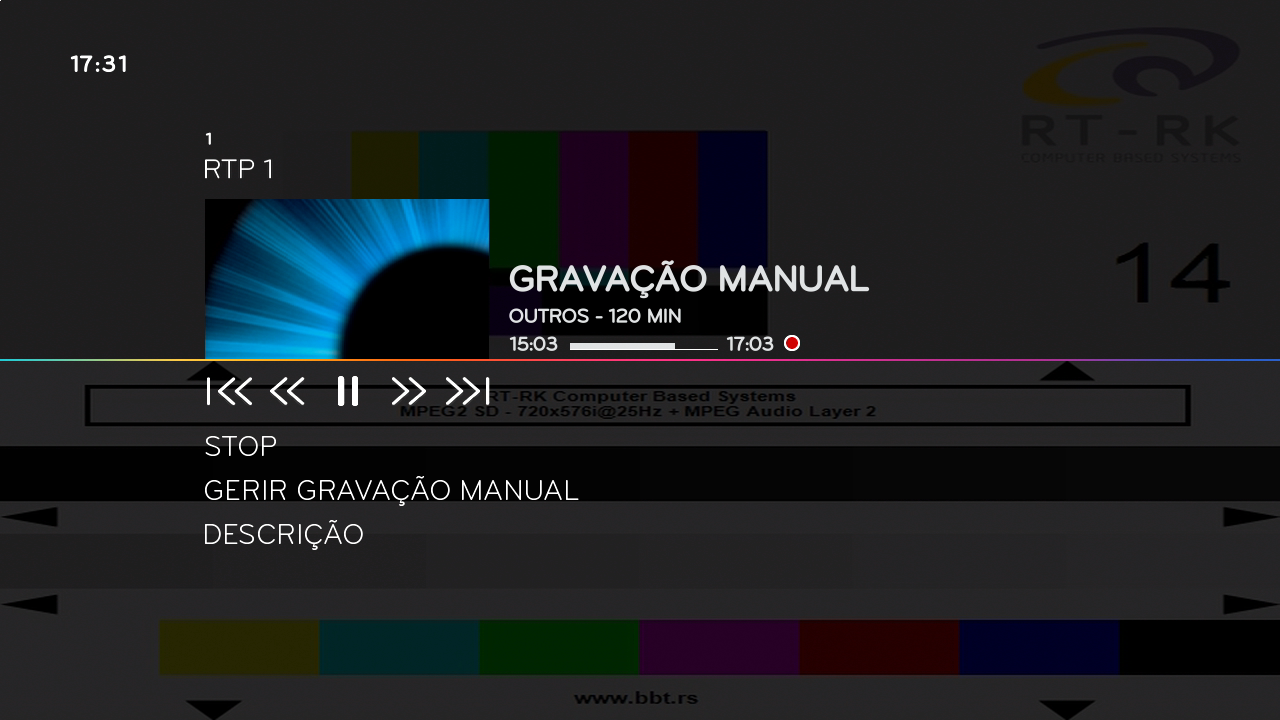 17:31
RT-RK
COMPUTER BASED SYSTEMS
1
RTP 1
14
GRAVAÇÃO MANUAL
OUTROS - 120 MIN
15:03 17:03
RT-RK Computer Based Systems
MPEG2 SD - 720x576i@25Hz + MPEG Audio Layer 2
STOP
GERIR GRAVAÇÃO MANUAL
DESCRIÇÃO
www.bbt.rs